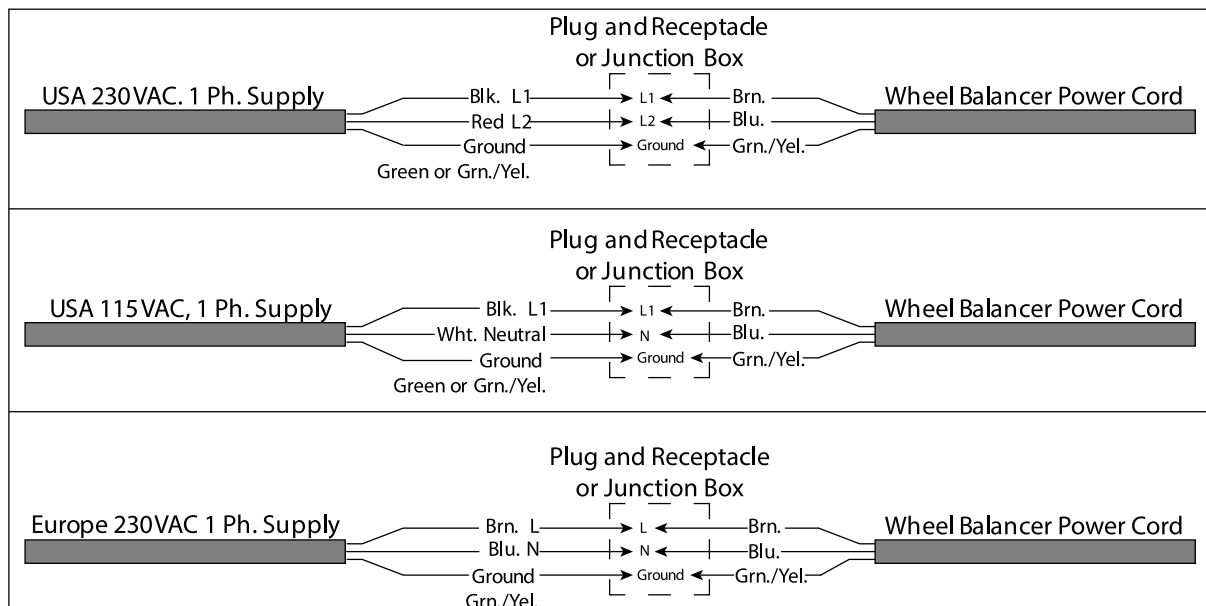 Plug and Receptacle
or Junction Box
USA 230VAC. 1 Ph. Supply
Blk. L1
L1
Brn.
Wheel Balancer Power Cord
Red L2
L2
Blu.
Ground
Ground
Grn./Yel.
Green or Grn./Yel.
Plug and Receptacle
or Junction Box
USA 115VAC, 1 Ph. Supply
Blk. L1
L1
Brn.
Wheel Balancer Power Cord
Wht. Neutral
N
Blu.
Ground
Ground
Grn./Yel.
Green or Grn./Yel.
Plug and Receptacle
or Junction Box
Europe 230VAC 1 Ph. Supply
Brn. L
L
Brn.
Wheel Balancer Power Cord
Blu. N
N
Blu.
Ground
Ground
Grn./Yel.
Grn./Yel.